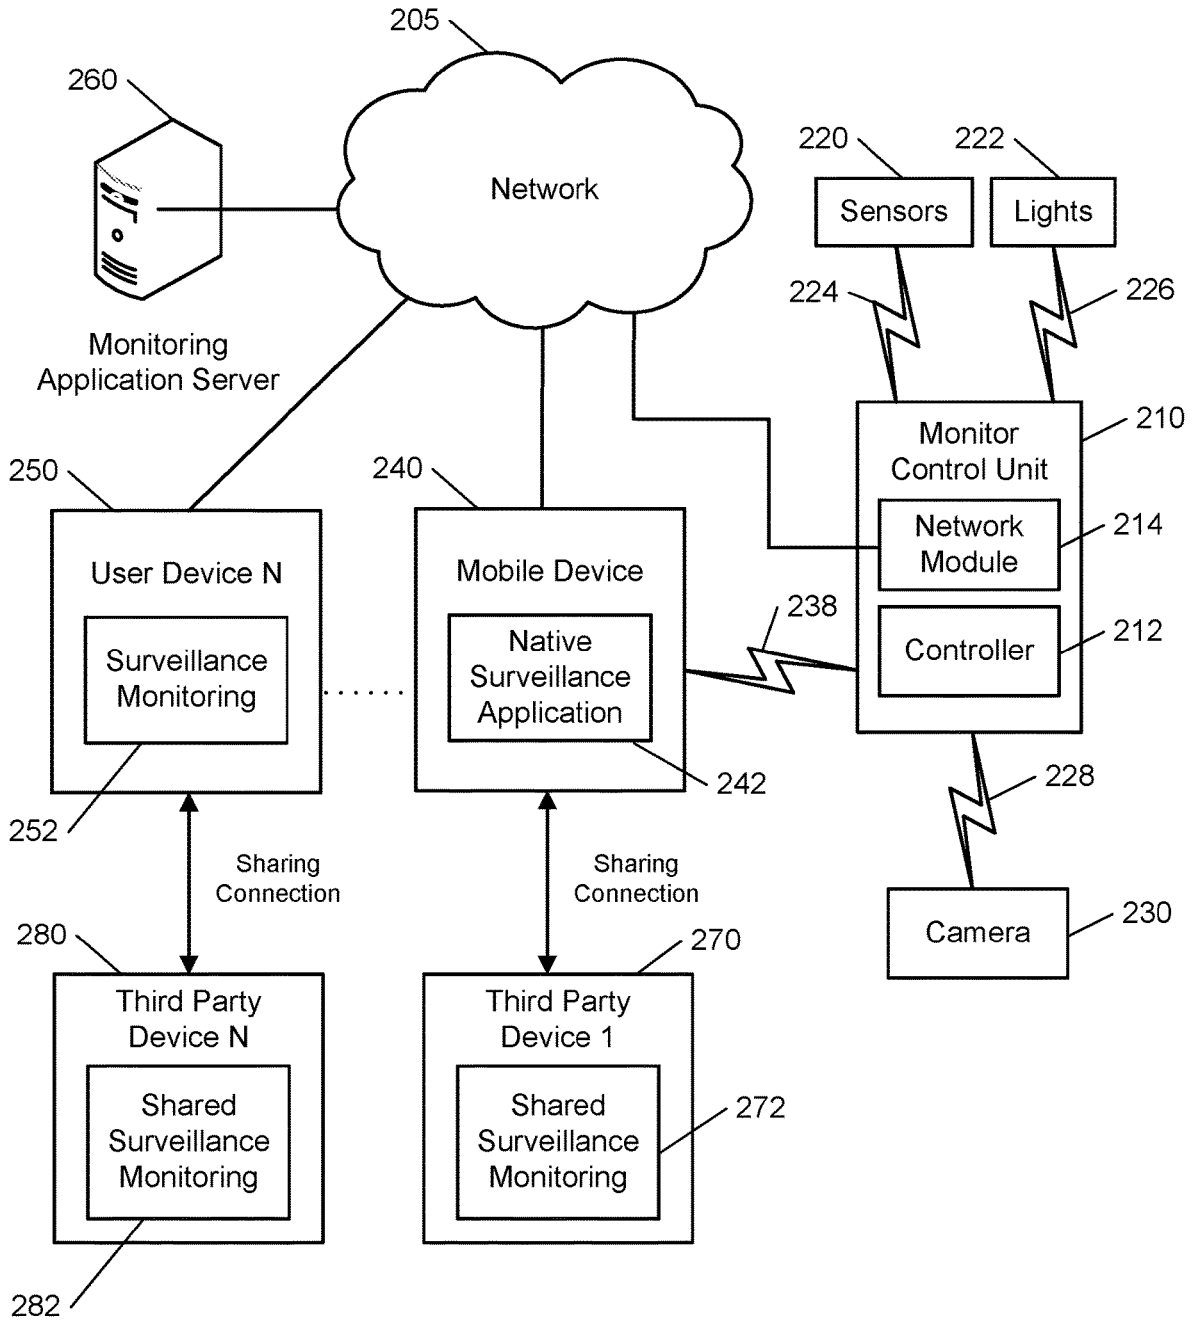 205
260
Network
220
222
Sensors
Lights
224
226
Monitoring
Application Server
210
Monitor
Control Unit
250
240
Network
Module
214
User Device N
Mobile Device
238
Controller
212
Surveillance
Monitoring
Native
Surveillance
Application
228
252
242
Sharing
Connection
Sharing
Connection
Camera
230
280
270
Third Party
Device N
Third Party
Device 1
Shared
Surveillance
Monitoring
Shared
Surveillance
Monitoring
272
282